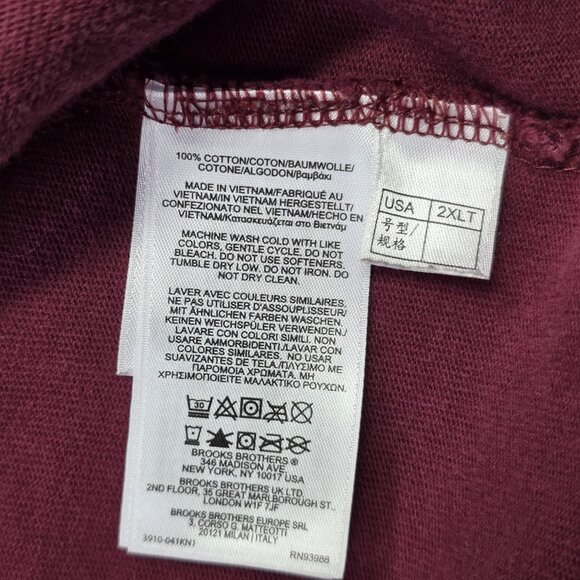 100% COTTON/COTON/BAUMWOLLE/
COTONE/ALGODON/βαμβάκι
MADE IN VIETNAM/FABRIQUÉ AU
VIETNAM/IN VIETNAM HERGESTELLT/
CONFEZIONATO NEL VIETNAM/HECHO EN
VIETNAM/Κατασκευάζεται στο Βιετνάμ
MACHINE WASH COLD WITH LIKE
COLORS, GENTLE CYCLE. DO NOT
BLEACH. DO NOT USE SOFTENERS.
TUMBLE DRY LOW. DO NOT IRON. DO
NOT DRY CLEAN.
LAVER AVEC COULEURS SIMILAIRES.
NE PAS UTILISER D'ASSOUPLISSEUR/
MIT ÄHNLICHEN FARBEN WASCHEN.
KEINEN WEICHSPÜLER VERWENDEN./
LAVARE CON COLORI SIMILI. NON
USARE AMMORBIDENTI./LAVAR CON
COLORES SIMILARES. NO USAR
SUAVIZANTES DE TELA./ΠΛΥΣΙΜΟ ΜΕ
ΠΑΡΟΜΟΙΑ ΧΡΩΜΑΤΑ. ΜΗ
ΧΡΗΣΙΜΟΠΟΙΕΙΤΕ ΜΑΛΑΚΤΙΚΟ ΡΟΥΧΩΝ.
30
BROOKS BROTHERS ®
346 MADISON AVE.
NEW YORK, NY 10017 USA
BROOKS BROTHERS UK LTD.
2ND FLOOR, 35 GREAT MARLBOROUGH ST.,
LONDON W1F 7JF
BROOKS BROTHERS EUROPE SRL
3, CORSO G. MATTEOTTI
20121 MILAN | ITALY
3910-041KN1 RN93986
USA 2XLT
号型/
规格